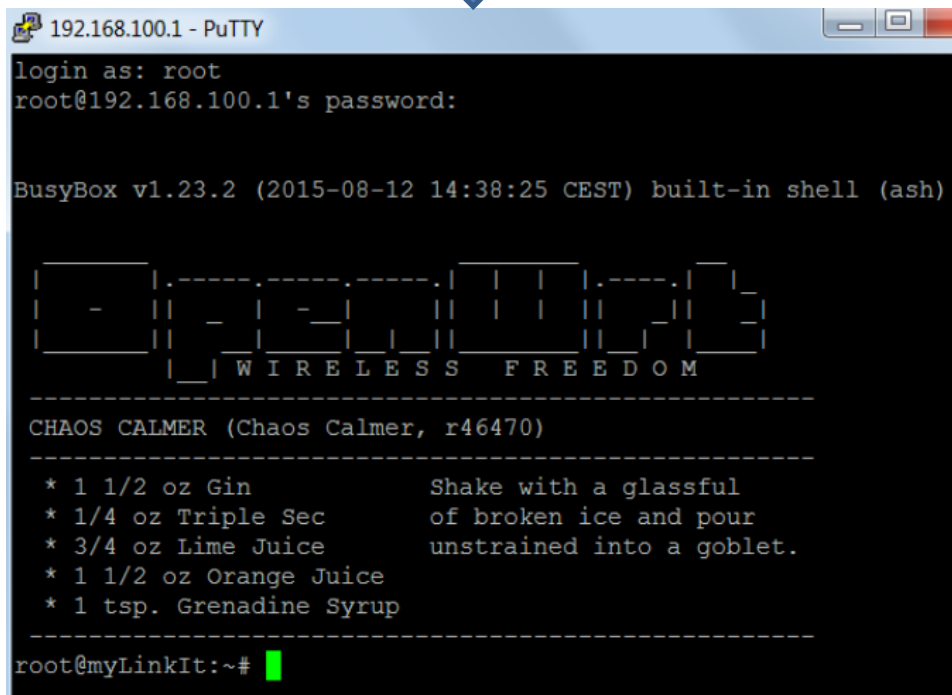 192.168.100.1 - PuTTY
login as: root
root@192.168.100.1's password:
BusyBox v1.23.2 (2015-08-12 14:38:25 CEST) built-in shell (ash)
OpenWrt
W I R E L E S S   F R E E D O M
-----------------------------------------------------
CHAOS CALMER (Chaos Calmer, r46470)
-----------------------------------------------------
* 1 1/2 oz Gin            Shake with a glassful
* 1/4 oz Triple Sec       of broken ice and pour
* 3/4 oz Lime Juice       unstrained into a goblet.
* 1 1/2 oz Orange Juice
* 1 tsp. Grenadine Syrup
-----------------------------------------------------
root@myLinkIt:~#